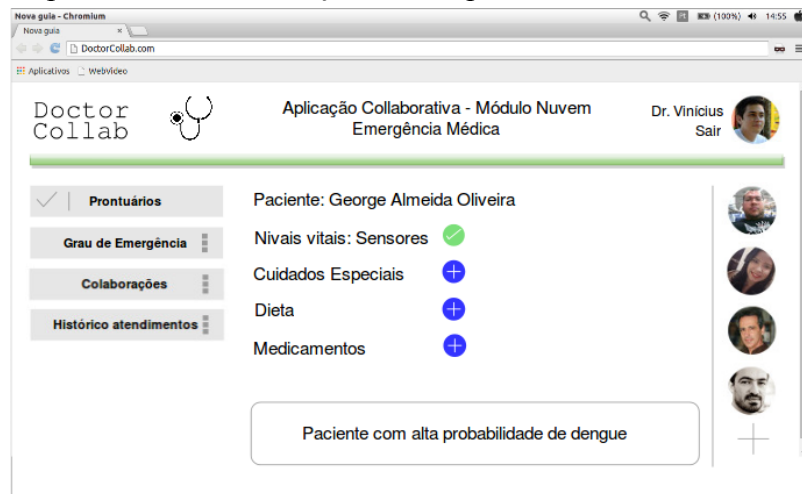 Nova guia - Chromium
(100%) 14:55
Nova guia ×
DoctorCollab.com
Aplicativos Webvideo
Doctor
Collab
Aplicação Collaborativa - Módulo Nuvem
Emergência Médica
Dr. Vinícius
Sair
Prontuários
Grau de Emergência
Colaborações
Histórico atendimentos
Paciente: George Almeida Oliveira
Nivais vitais: Sensores
Cuidados Especiais
Dieta
Medicamentos
Paciente com alta probabilidade de dengue